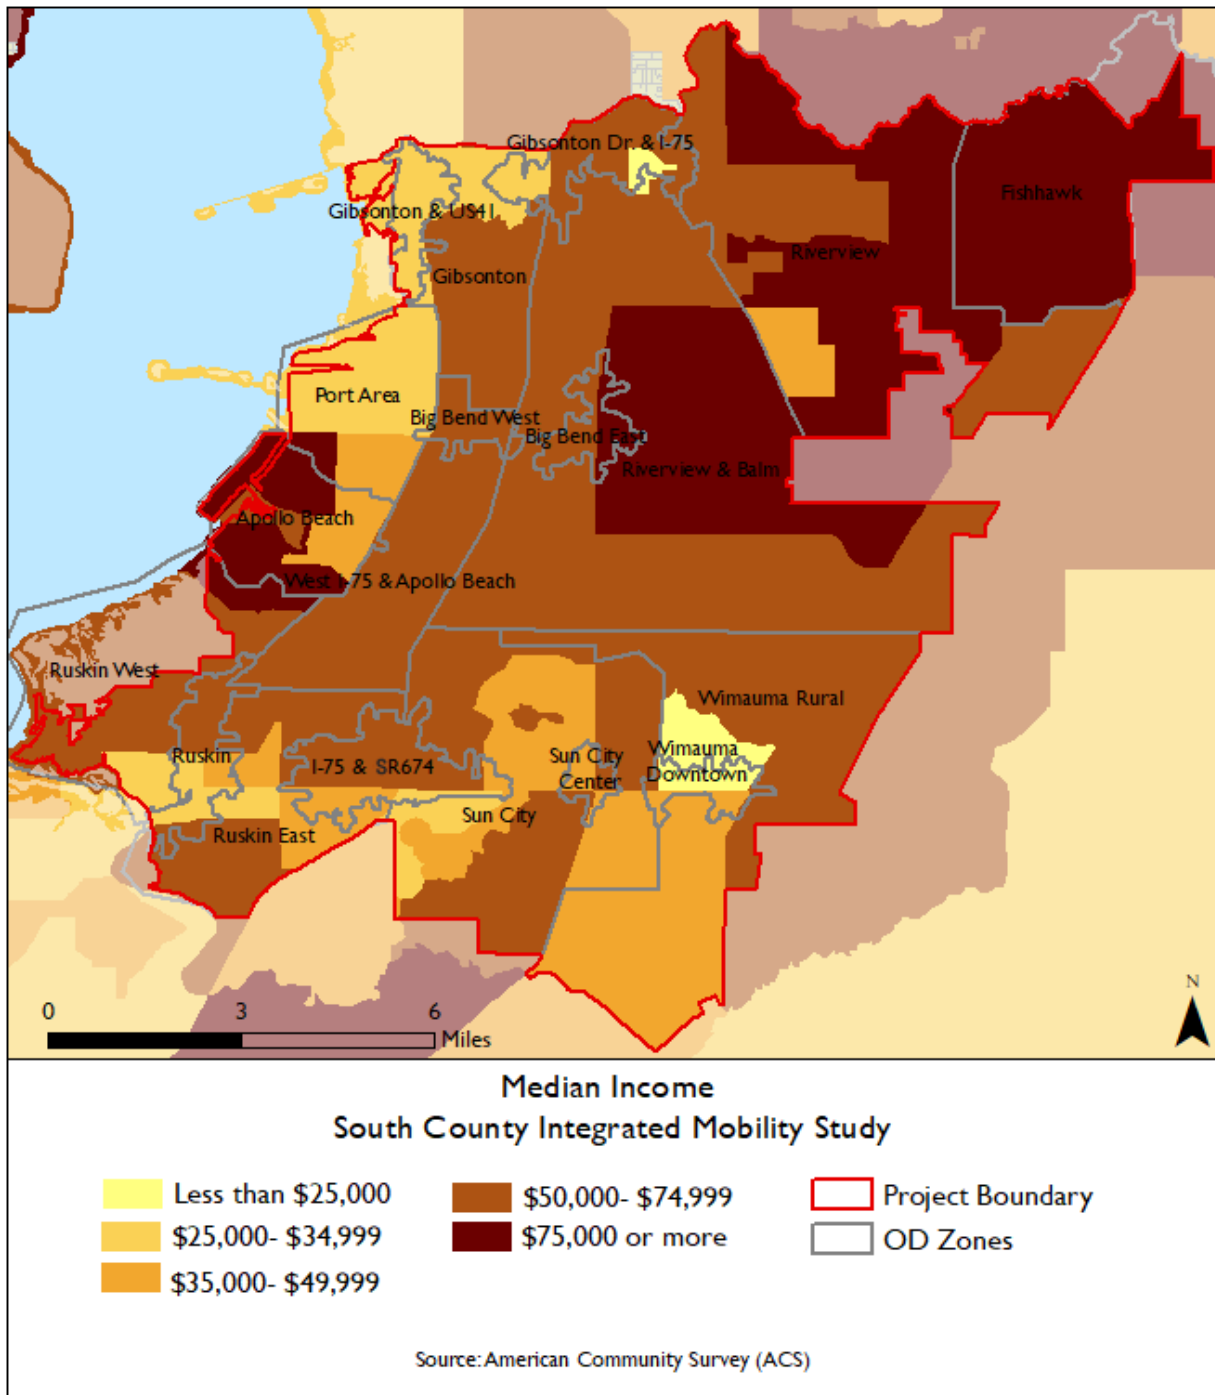 Gibsonton Dr. & I-75
Fishhawk
Gibsonton & US41
Riverview
Gibsonton
Port Area
Big Bend West
Big Bend East
Riverview & Balm
Apollo Beach
West I-75 & Apollo Beach
Ruskin West
Wimauma Rural
Ruskin
I-75 & SR674
Sun City
Center
Wimauma
Downtown
Sun City
Ruskin East
0 3 6
Miles
N
Median Income
South County Integrated Mobility Study
Less than $25,000
$25,000- $34,999
$35,000- $49,999
$50,000- $74,999
$75,000 or more
Project Boundary
OD Zones
Source: American Community Survey (ACS)